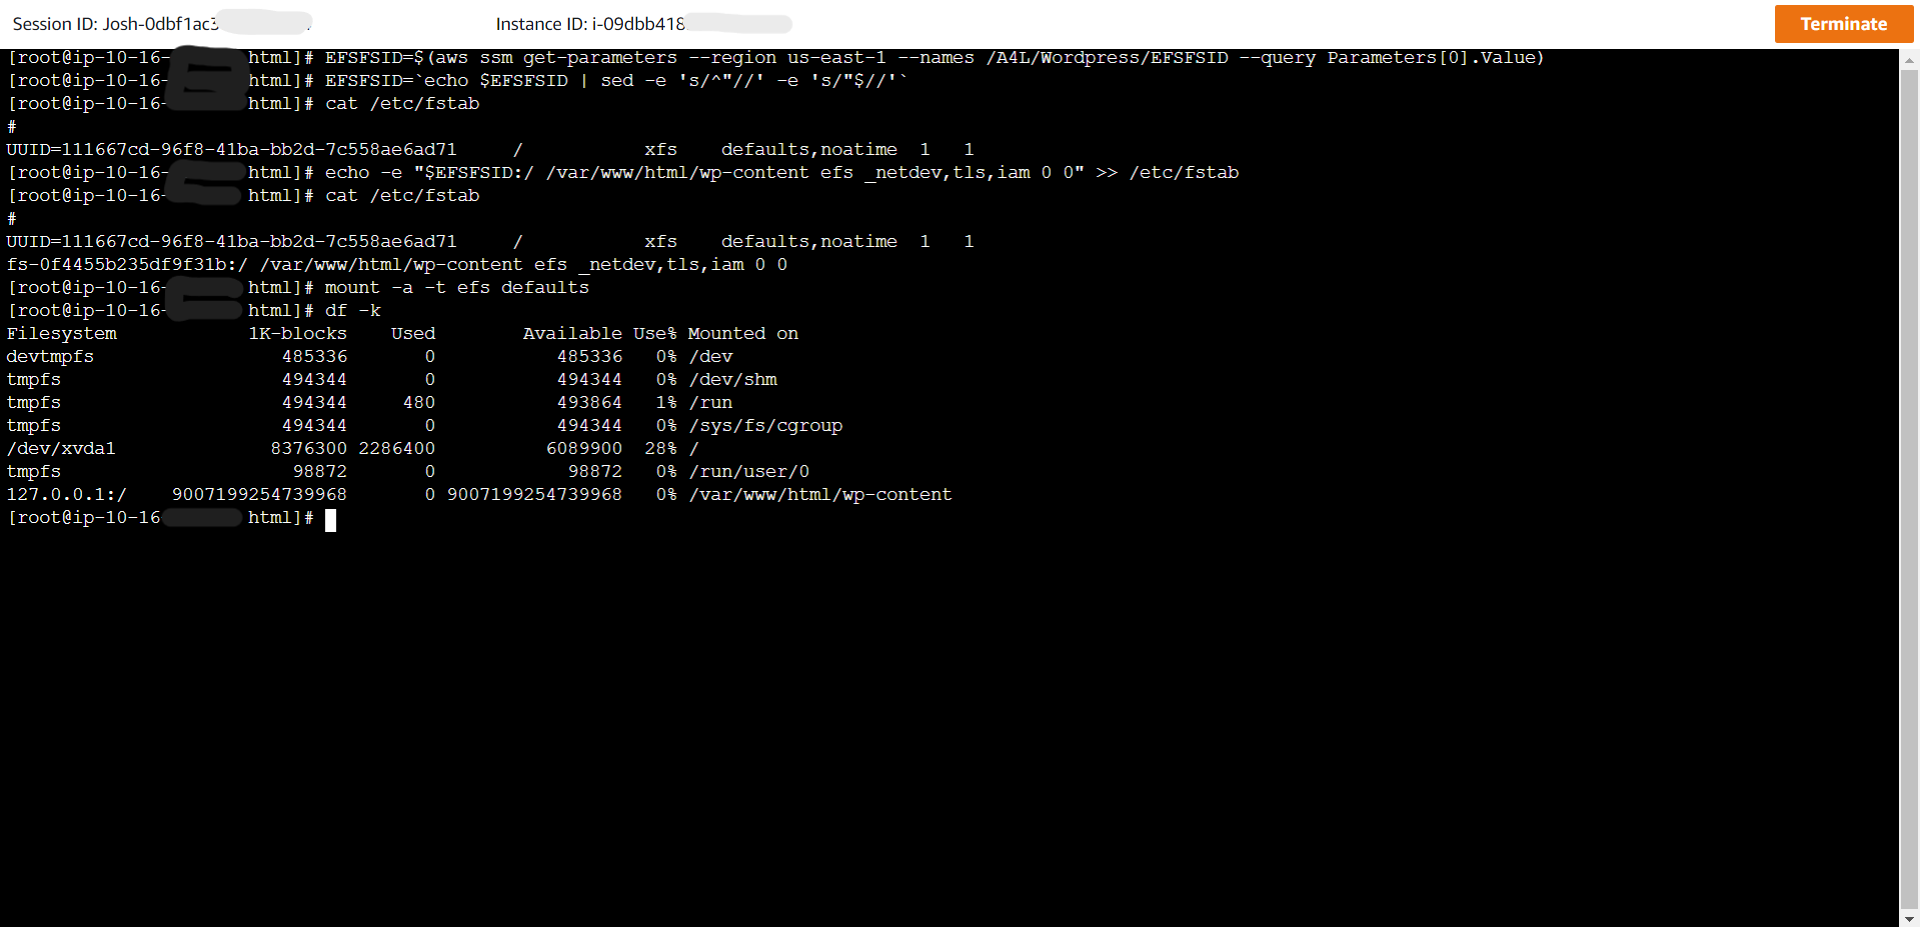 Session ID: Josh-0dbf1ac3
Instance ID: i-09dbb418
Terminate
[root@ip-10-16- html]# EFSFSID=$(aws ssm get-parameters --region us-east-1 --names /A4L/Wordpress/EFSFSID --query Parameters[0].Value)
[root@ip-10-16- html]# EFSFSID=`echo $EFSFSID | sed -e 's/^"//' -e 's/"$//'`
[root@ip-10-16- html]# cat /etc/fstab
#
UUID=111667cd-96f8-41ba-bb2d-7c558ae6ad71     /           xfs    defaults,noatime  1   1
[root@ip-10-16- html]# echo -e "$EFSFSID:/ /var/www/html/wp-content efs _netdev,tls,iam 0 0" >> /etc/fstab
[root@ip-10-16- html]# cat /etc/fstab
#
UUID=111667cd-96f8-41ba-bb2d-7c558ae6ad71     /           xfs    defaults,noatime  1   1
fs-0f4455b235df9f31b:/ /var/www/html/wp-content efs _netdev,tls,iam 0 0
[root@ip-10-16- html]# mount -a -t efs defaults
[root@ip-10-16- html]# df -k
Filesystem            1K-blocks    Used        Available Use% Mounted on
devtmpfs                 485336       0           485336   0% /dev
tmpfs                    494344       0           494344   0% /dev/shm
tmpfs                    494344     480           493864   1% /run
tmpfs                    494344       0           494344   0% /sys/fs/cgroup
/dev/xvda1              8376300 2286400          6089900  28% /
tmpfs                     98872       0            98872   0% /run/user/0
127.0.0.1:/    9007199254739968       0 9007199254739968   0% /var/www/html/wp-content
[root@ip-10-16 html]#